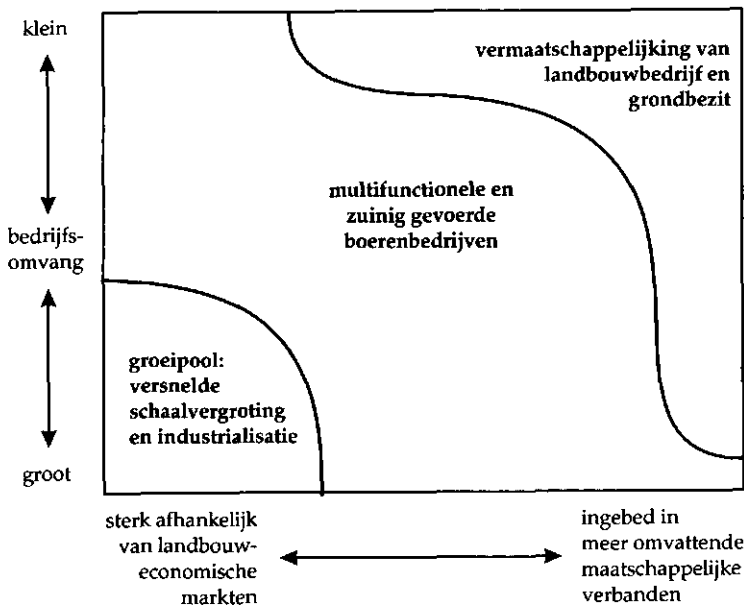 klein
vermaatschappelijking van
landbouwbedrijf en
grondbezit
multifunctionele en
zuinig gevoerde
boerenbedrijven
bedrijfs-
omvang
groeipool:
versnelde
schaalvergroting
en industrialisatie
groot
sterk afhankelijk
van landbouw-
economische
markten
ingebed in
meer omvattende
maatschappelijke
verbanden